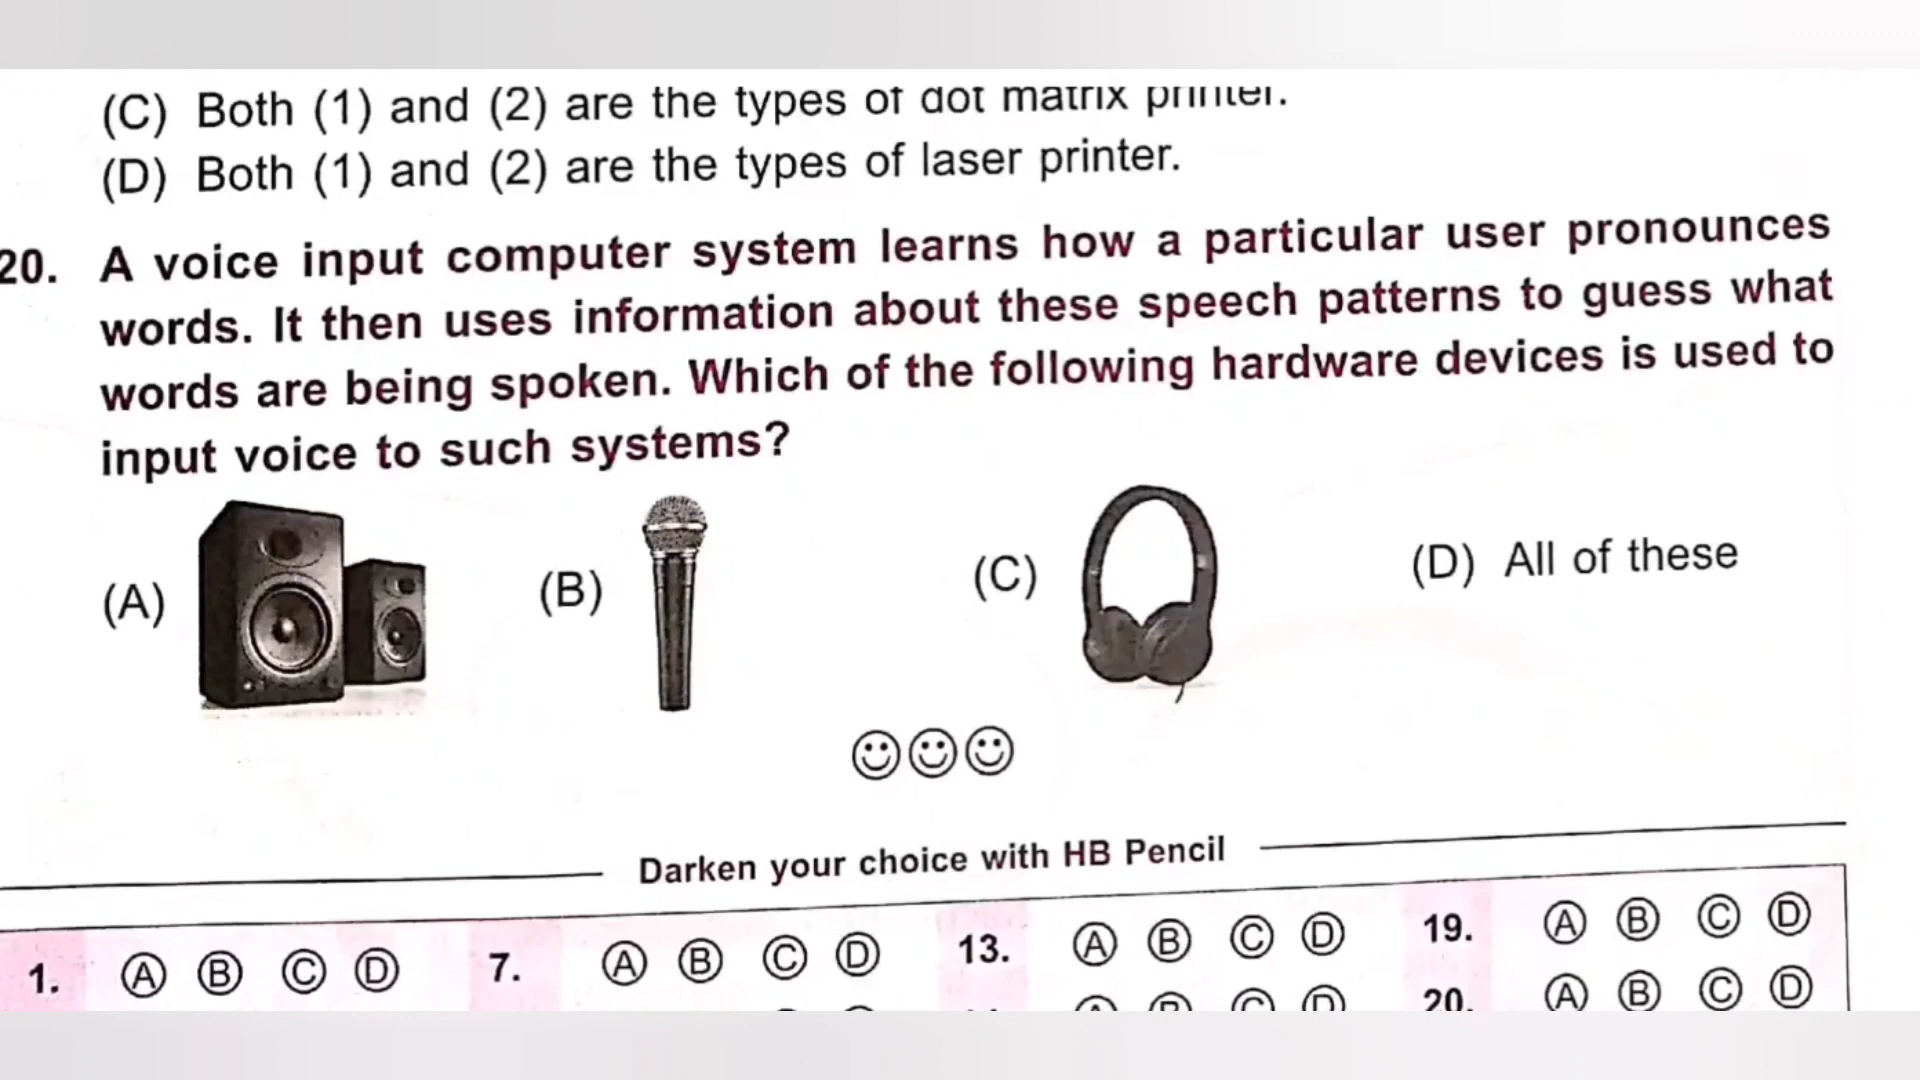 (C) Both (1) and (2) are the types of dot matrix printer.
(D) Both (1) and (2) are the types of laser printer.
20. A voice input computer system learns how a particular user pronounces
words. It then uses information about these speech patterns to guess what
words are being spoken. Which of the following hardware devices is used to
input voice to such systems?
(A) (B) (C) (D) All of these
Darken your choice with HB Pencil
1. A B C D 7. A B C D 13. A B C D 19. A B C D
A B C D 20. A B C D